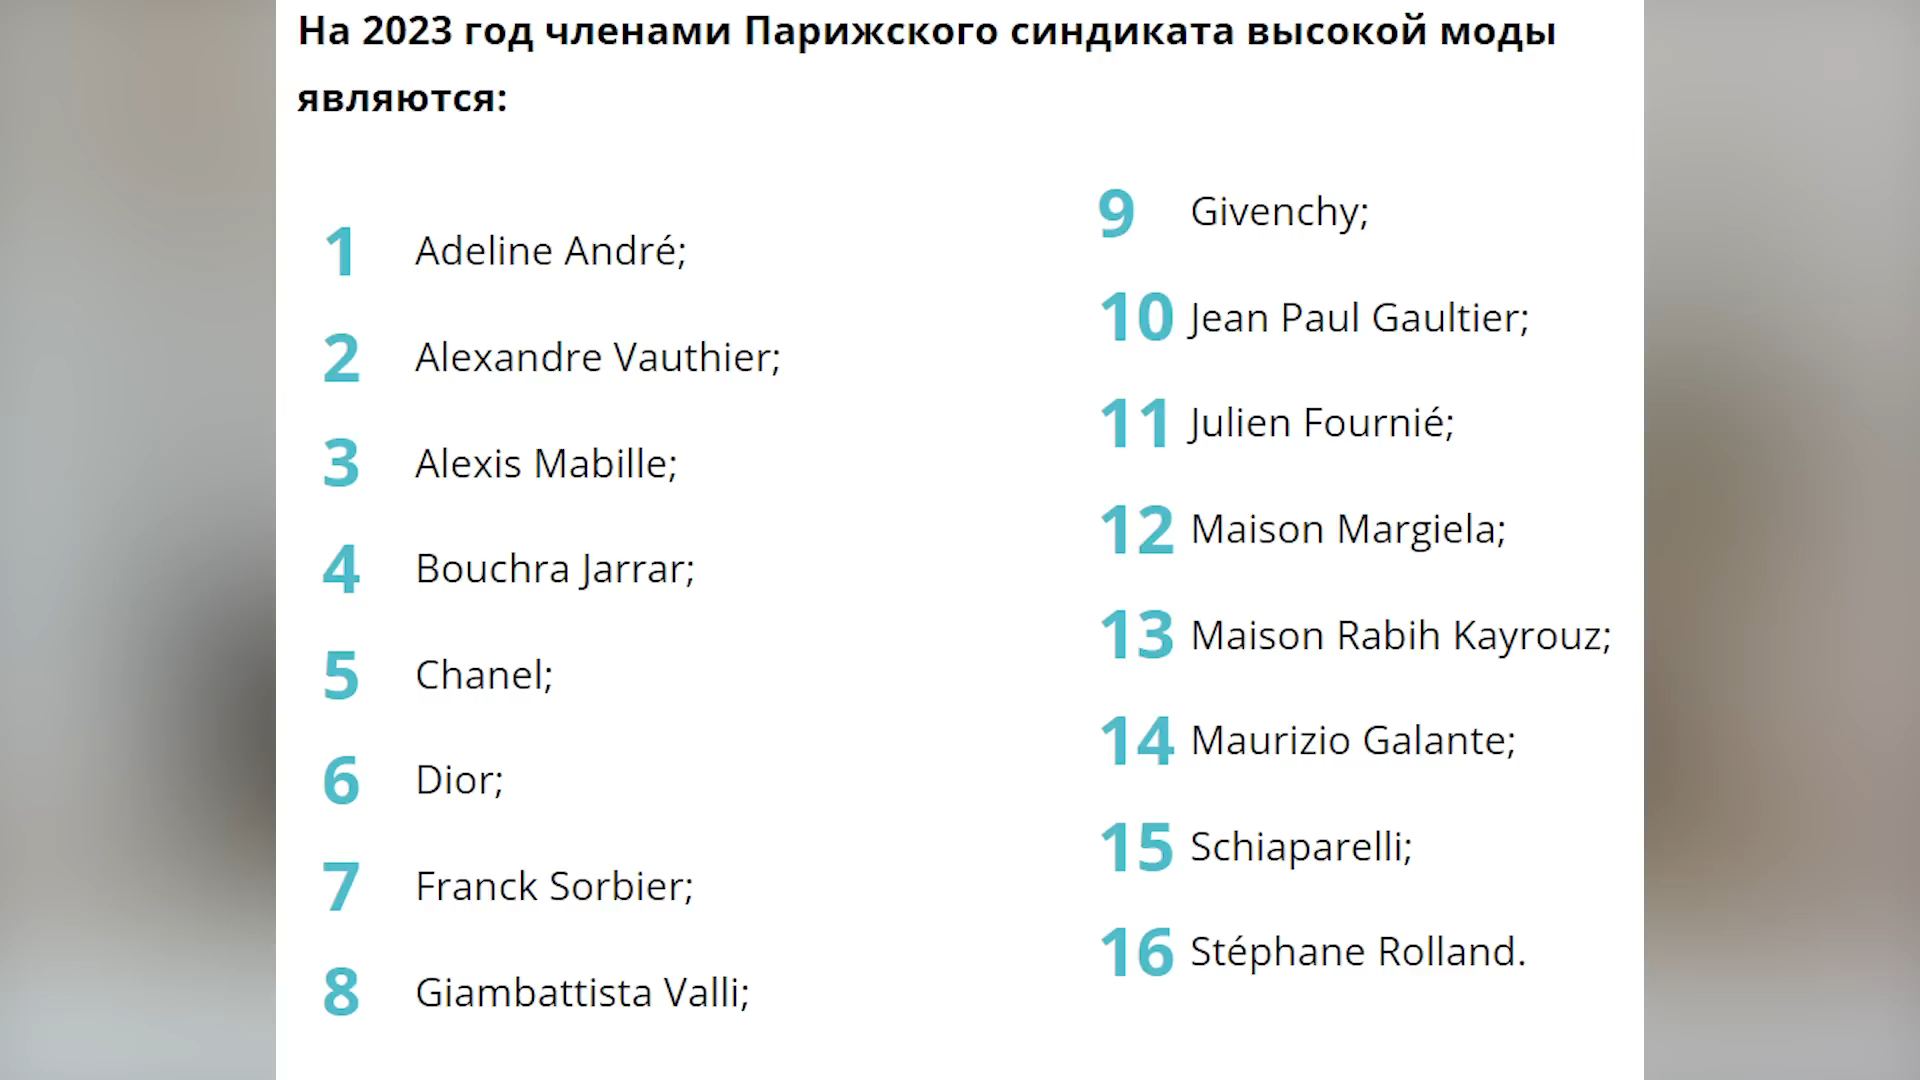 На 2023 год членами Парижского синдиката высокой моды
являются:
1 Adeline André;
2 Alexandre Vauthier;
3 Alexis Mabille;
4 Bouchra Jarrar;
5 Chanel;
6 Dior;
7 Franck Sorbier;
8 Giambattista Valli;
9 Givenchy;
10 Jean Paul Gaultier;
11 Julien Fournié;
12 Maison Margiela;
13 Maison Rabih Kayrouz;
14 Maurizio Galante;
15 Schiaparelli;
16 Stéphane Rolland.